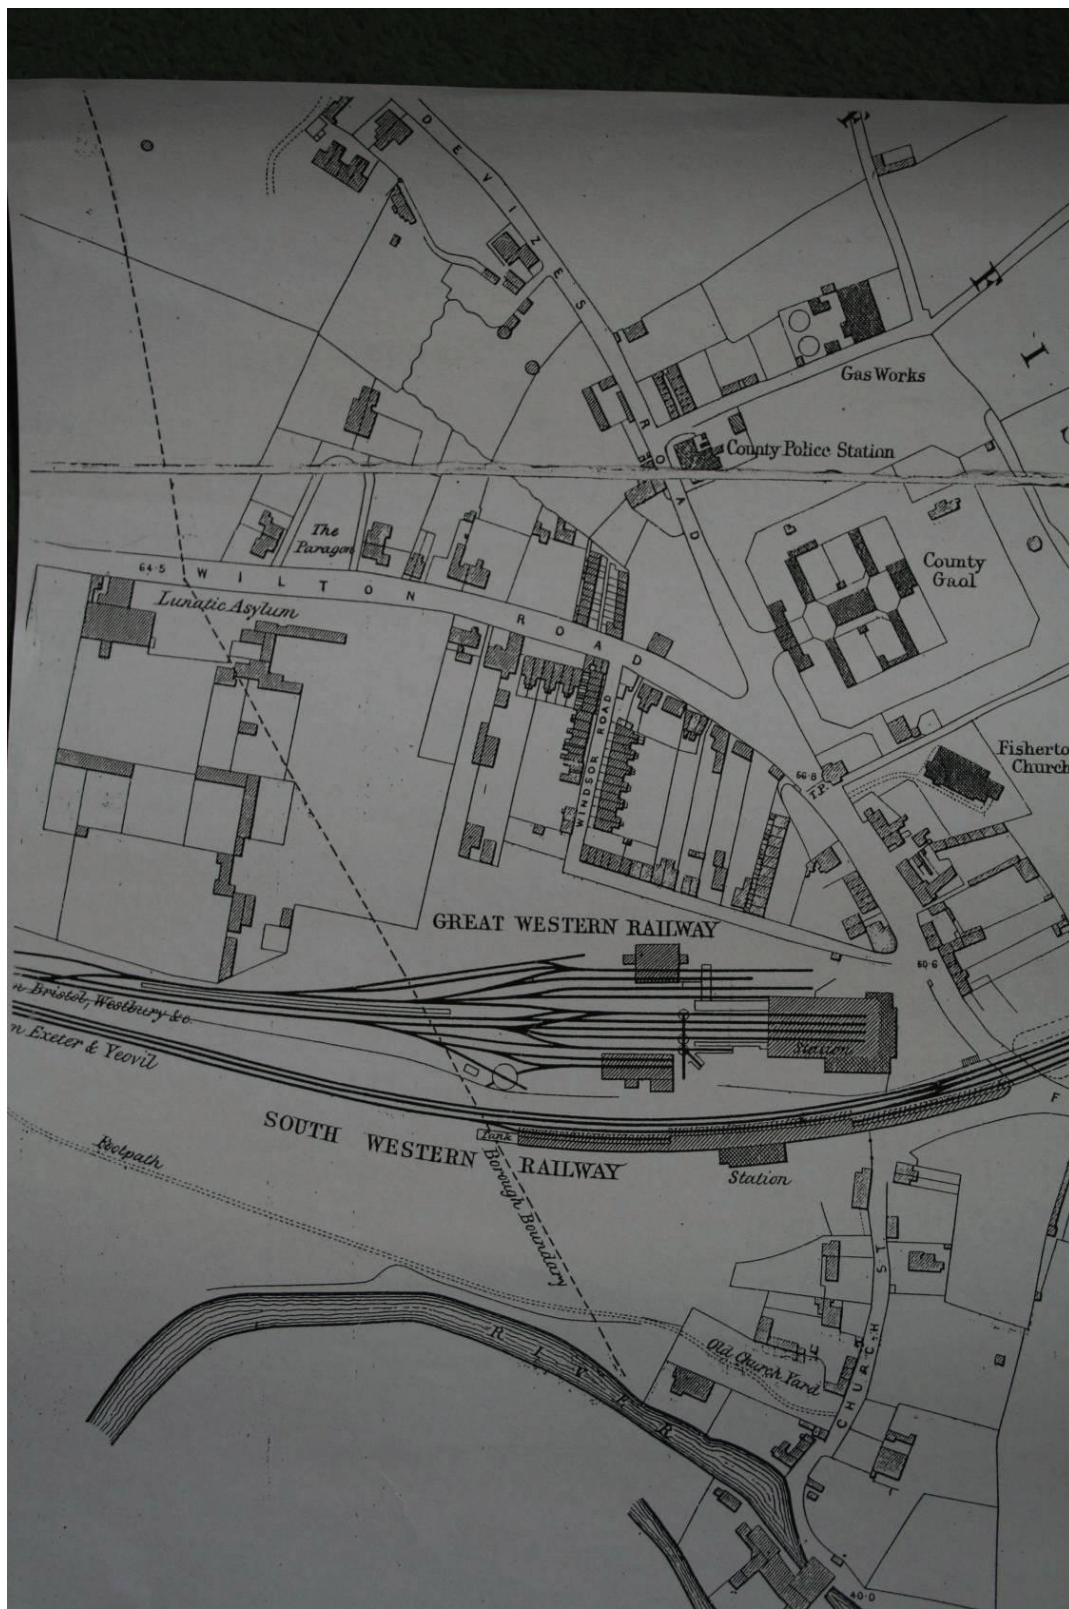 DEVIZES ROAD
F
E
I
Gas Works
County Police Station
The
Paragon
County
Gaol
64·5
WILTON ROAD
Lunatic Asylum
WINDSOR ROAD
66·8
T.P.
Fisherto
Church
GREAT WESTERN RAILWAY
60·6
n Bristol, Westbury &c.
n Exeter & Yeovil
Station
F
SOUTH WESTERN RAILWAY
Tank
Footpath
Station
Borough Boundary
CHURCH ST
RIVER
Old Church Yard
40·0